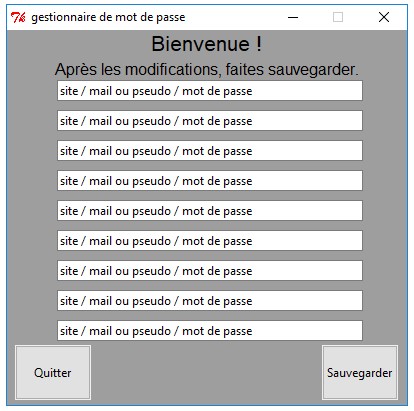 gestionnaire de mot de passe
Bienvenue !
Après les modifications, faites sauvegarder.
site / mail ou pseudo / mot de passe
site / mail ou pseudo / mot de passe
site / mail ou pseudo / mot de passe
site / mail ou pseudo / mot de passe
site / mail ou pseudo / mot de passe
site / mail ou pseudo / mot de passe
site / mail ou pseudo / mot de passe
site / mail ou pseudo / mot de passe
site / mail ou pseudo / mot de passe
Quitter
Sauvegarder